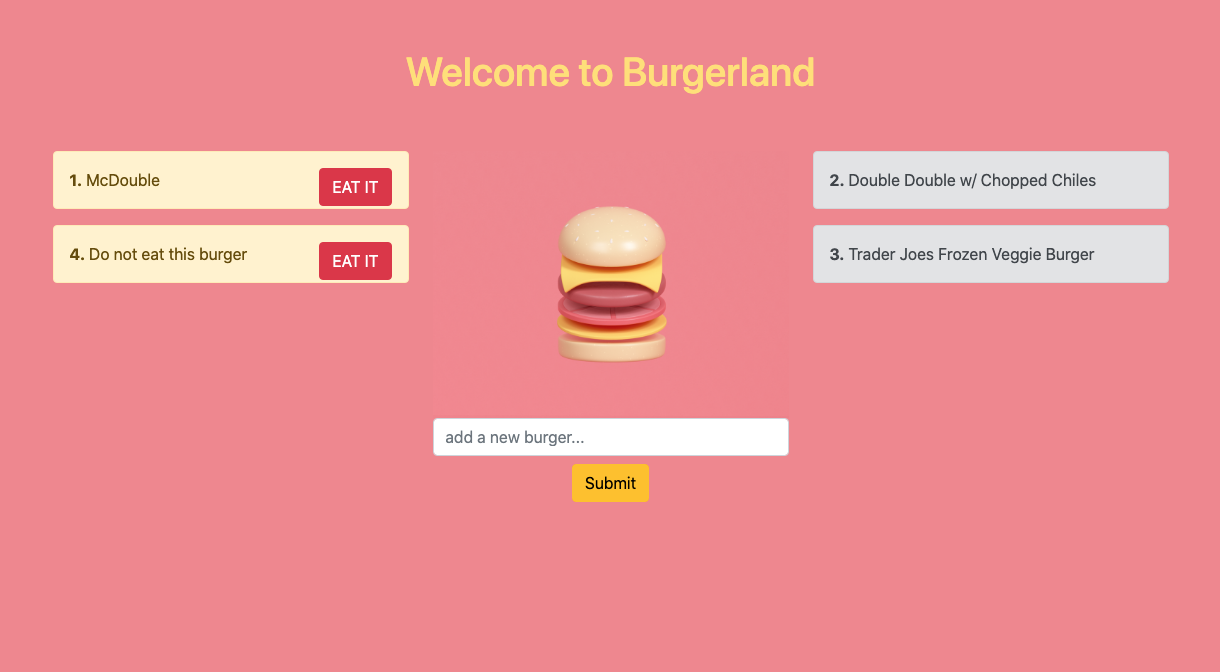 Welcome to Burgerland
1. McDouble
EAT IT
4. Do not eat this burger
EAT IT
add a new burger...
Submit
2. Double Double w/ Chopped Chiles
3. Trader Joes Frozen Veggie Burger